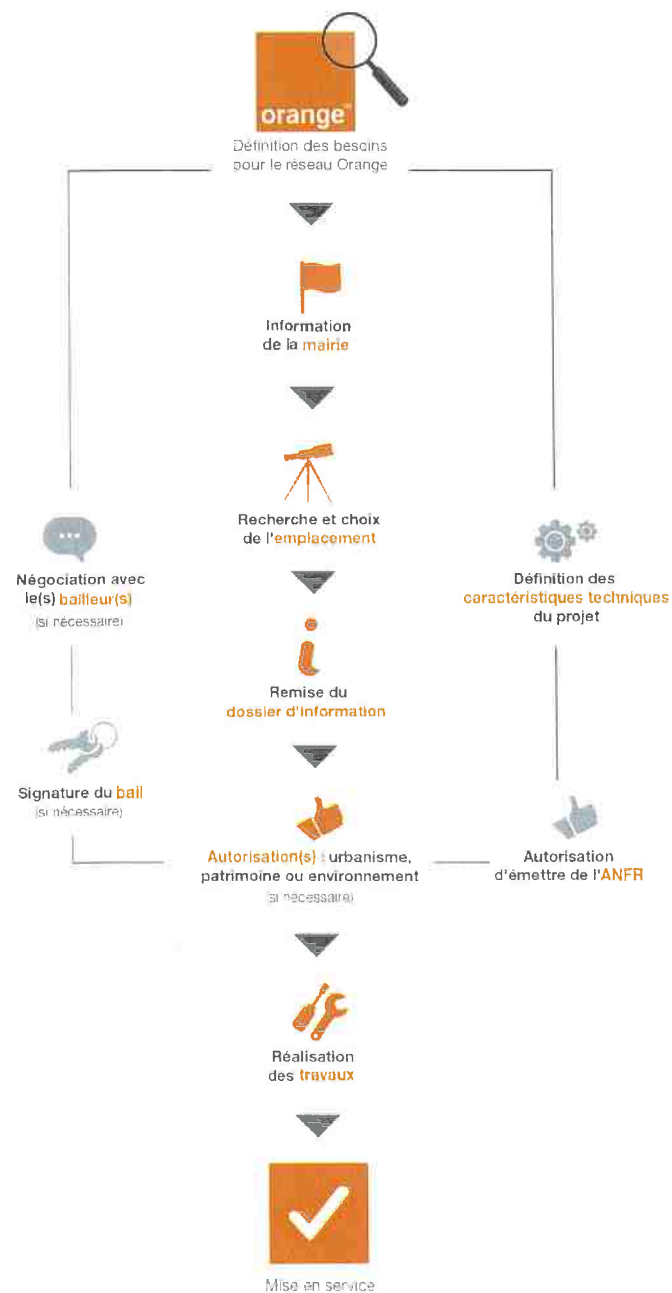 orange™
Définition des besoins
pour le réseau Orange
Information
de la mairie
Recherche et choix
de l'emplacement
Négociation avec
le(s) bailleur(s)
(si nécessaire)
Définition des
caractéristiques techniques
du projet
Remise du
dossier d'information
Signature du bail
(si nécessaire)
Autorisation(s) : urbanisme,
patrimoine ou environnement
(si nécessaire)
Autorisation
d'émettre de l'ANFR
Réalisation
des travaux
Mise en service